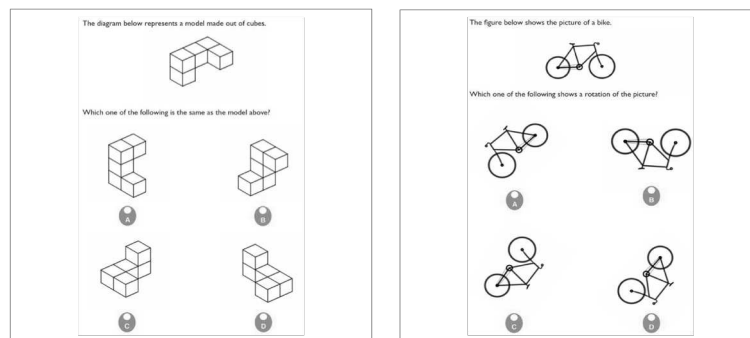 The diagram below represents a model made out of cubes.
Which one of the following is the same as the model above?
A
B
C
D
The figure below shows the picture of a bike.
Which one of the following shows a rotation of the picture?
A
B
C
D